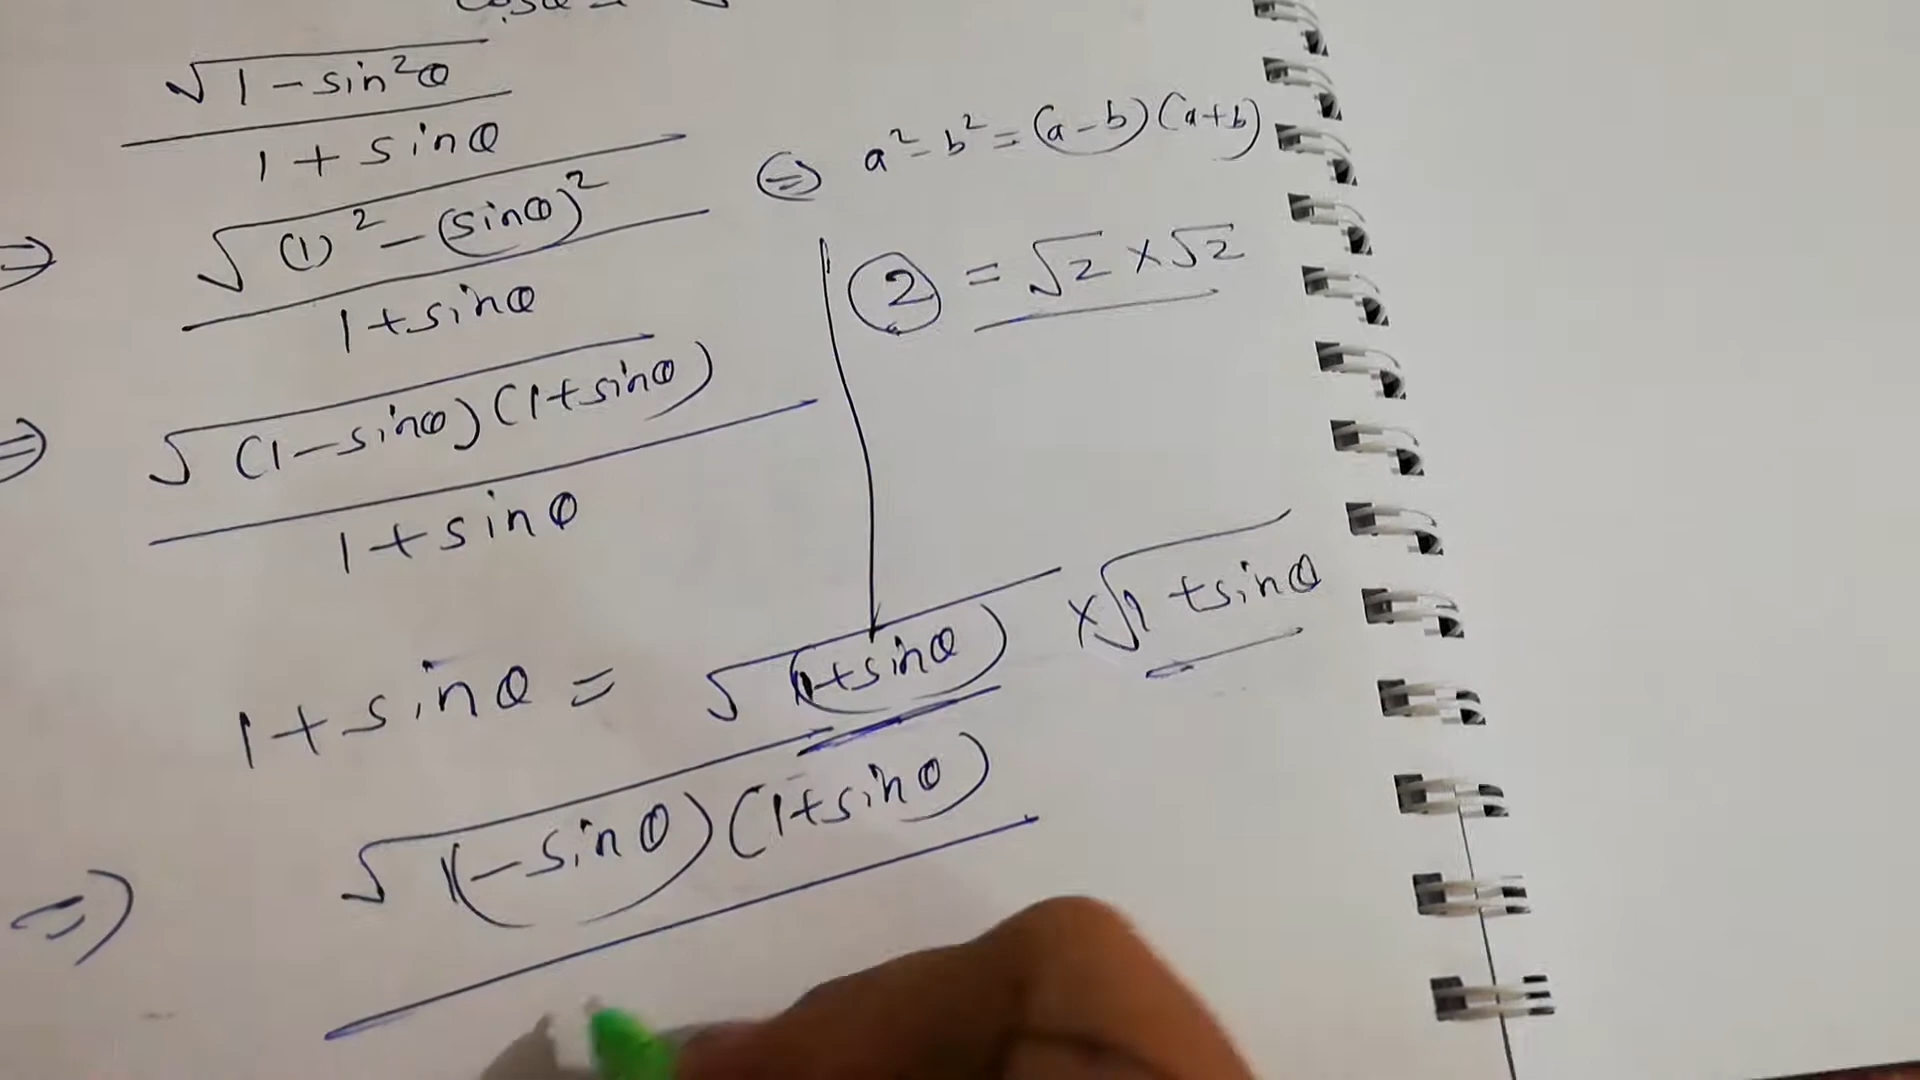 √1-sin²θ
1+sinθ
⇒ a²-b²=(a-b)(a+b)
⇒ √(1)²-(sinθ)²
1+sinθ
2 = √2×√2
⇒ √(1-sinθ)(1+sinθ)
1+sinθ
1+sinθ = √(1+sinθ) ×√1+sinθ
⇒ √(1-sinθ)(1+sinθ)